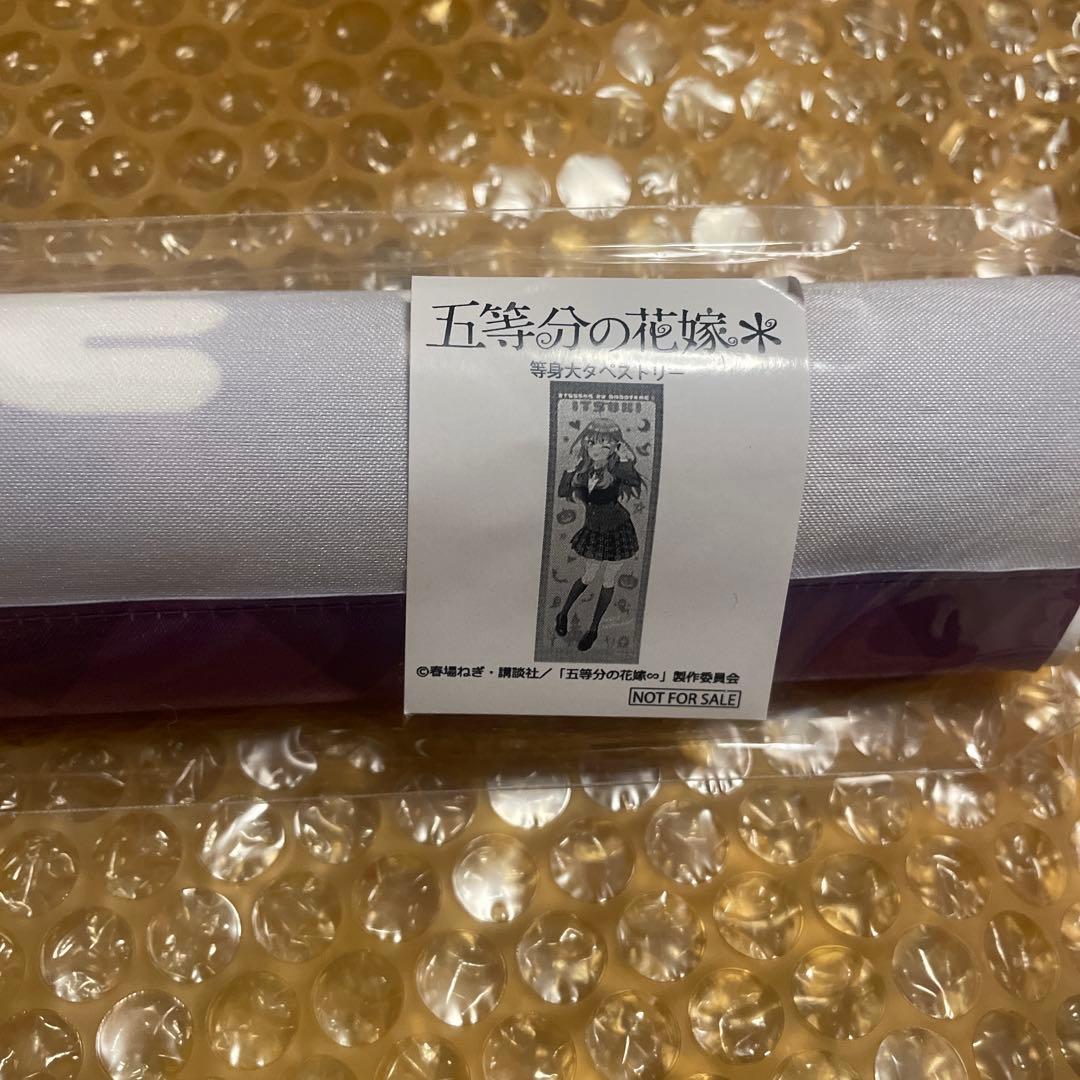 五等分の花嫁＊
等身大タペストリー
ITSUKI
©春場ねぎ・講談社／「五等分の花嫁∽」製作委員会
NOT FOR SALE